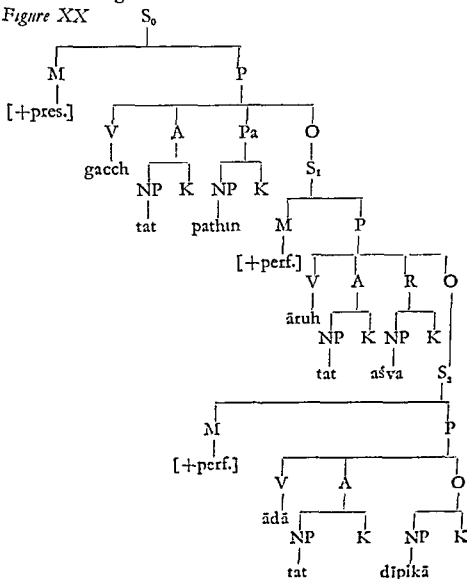 Figure XX S₀
M P
[+pres.]
V A Pa O
gacch S₁
NP K NP K
tat pathin M P
[+perf.]
V A R O
āruh
NP K NP K
tat aśva S₂
M P
[+perf.]
V A O
ādā
NP K NP K
tat dīpikā